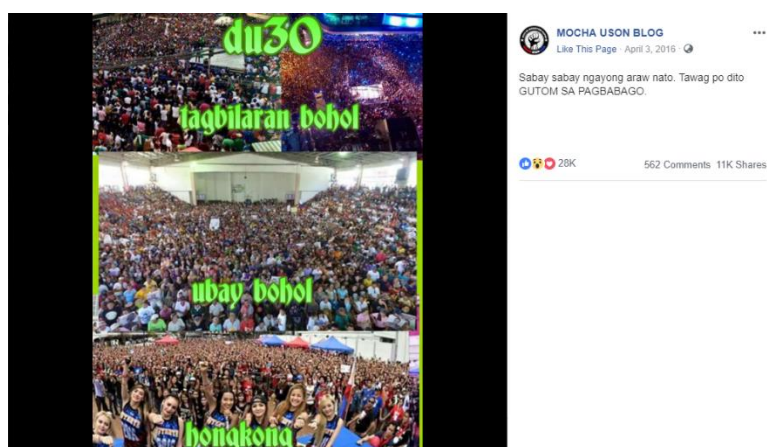 du30
tagbilaran bohol
ubay bohol
hongkong
MOCHA USON BLOG
Like This Page · April 3, 2016 ·
Sabay sabay ngayong araw nato. Tawag po dito
GUTOM SA PAGBABAGO.
28K
562 Comments 11K Shares